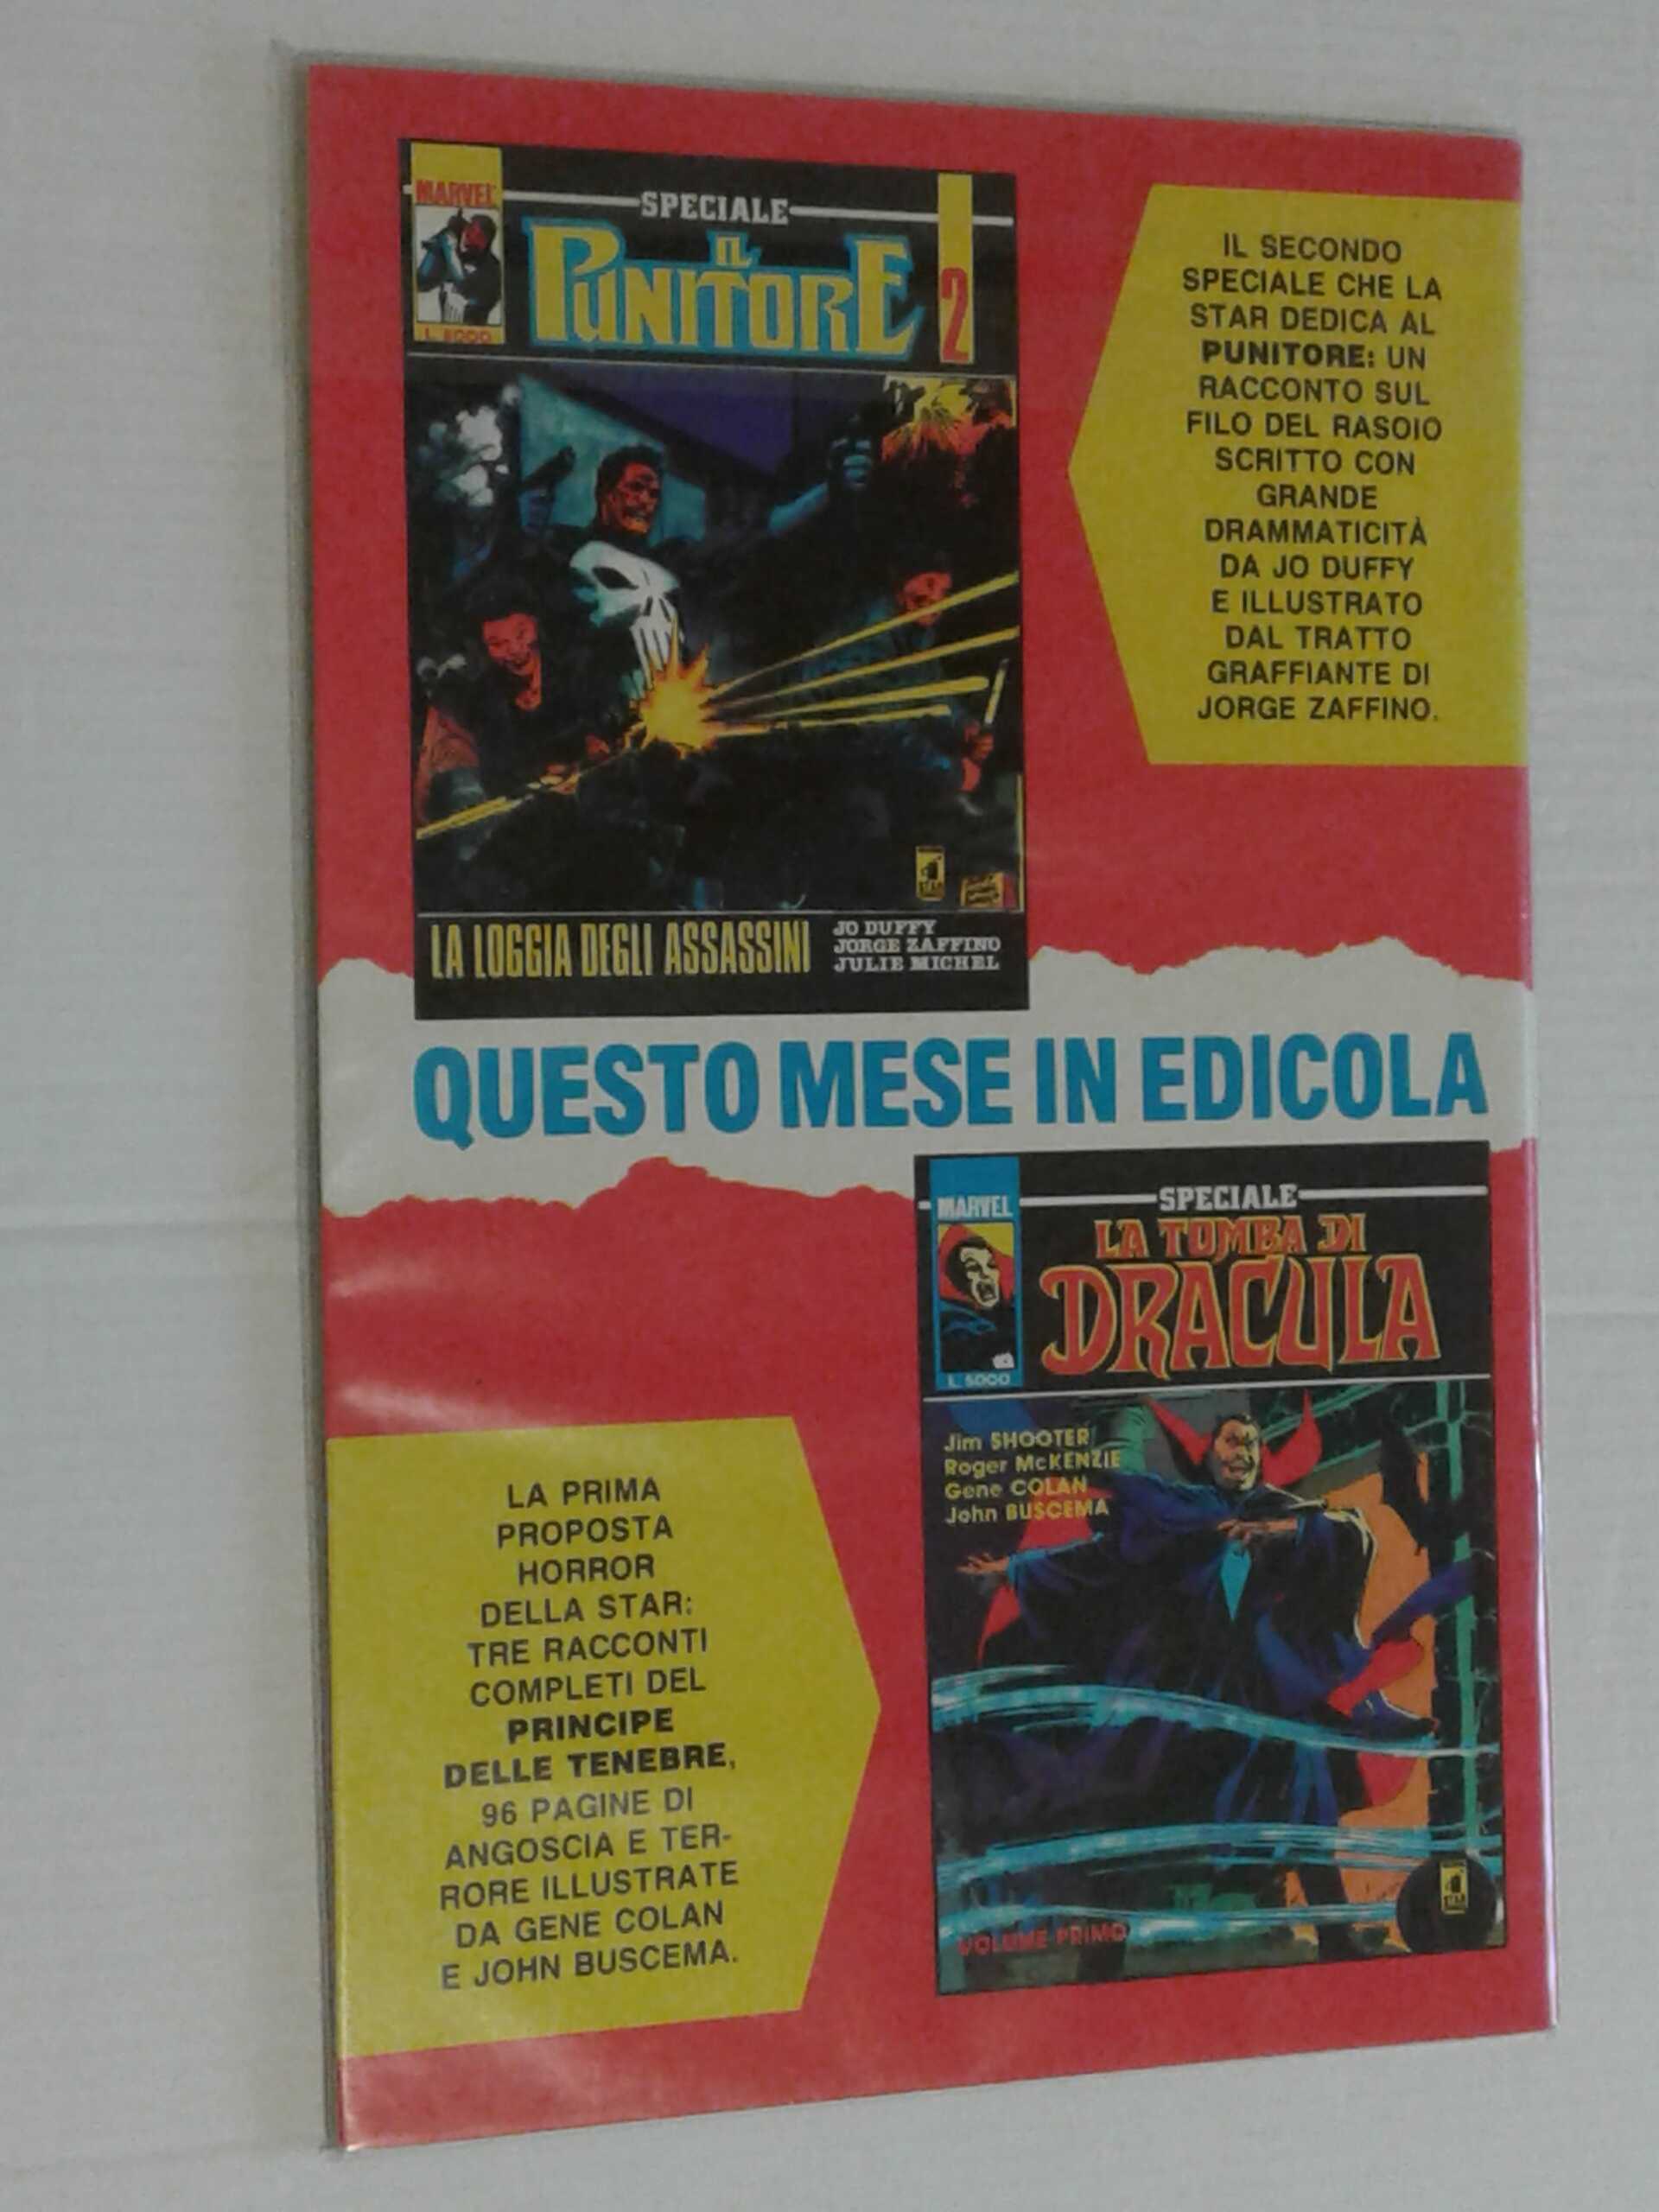 MARVEL
SPECIALE
IL
PUNITORE
2
L. 5000
LA LOGGIA DEGLI ASSASSINI
JO DUFFY
JORGE ZAFFINO
JULIE MICHEL
STAR
IL SECONDO
SPECIALE CHE LA
STAR DEDICA AL
PUNITORE: UN
RACCONTO SUL
FILO DEL RASOIO
SCRITTO CON
GRANDE
DRAMMATICITÀ
DA JO DUFFY
E ILLUSTRATO
DAL TRATTO
GRAFFIANTE DI
JORGE ZAFFINO.
QUESTO MESE IN EDICOLA
MARVEL
SPECIALE
LA TOMBA DI
DRACULA
L. 5000
Jim SHOOTER
Roger McKENZIE
Gene COLAN
John BUSCEMA
VOLUME PRIMO
STAR
LA PRIMA
PROPOSTA
HORROR
DELLA STAR:
TRE RACCONTI
COMPLETI DEL
PRINCIPE
DELLE TENEBRE,
96 PAGINE DI
ANGOSCIA E TER-
RORE ILLUSTRATE
DA GENE COLAN
E JOHN BUSCEMA.